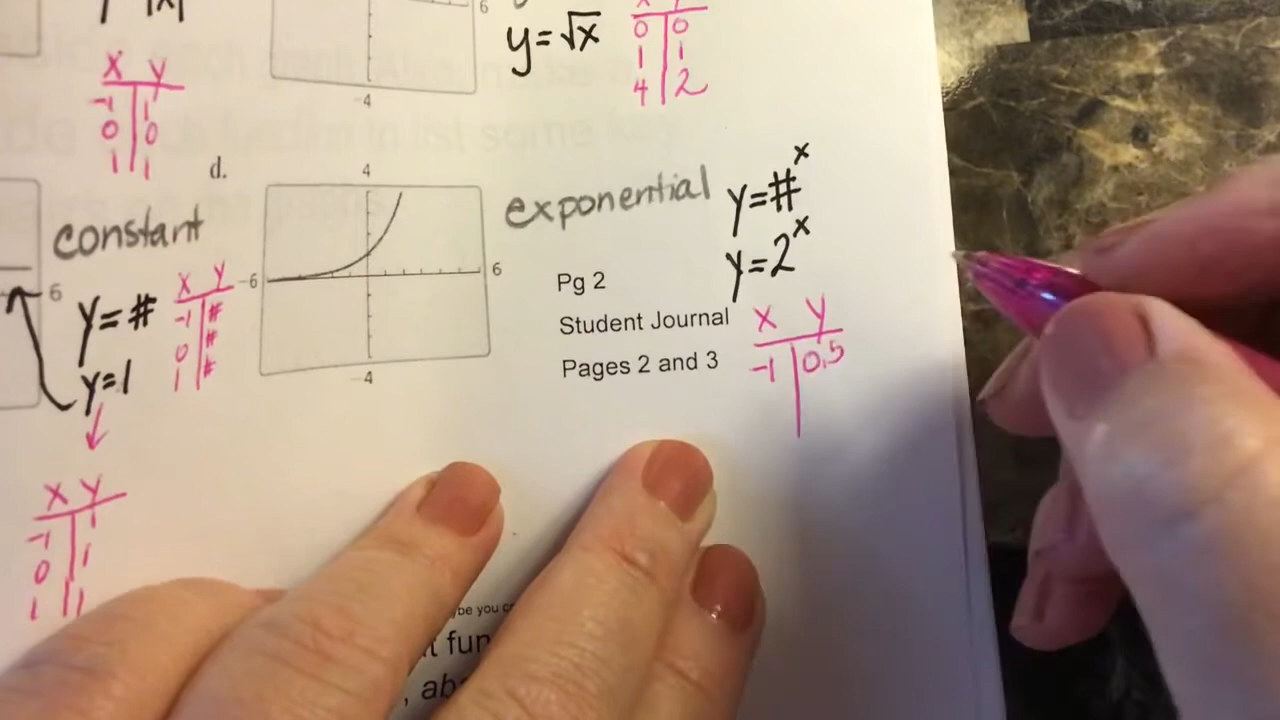 y=√x
X Y
0 0
1 1
4 2
6
-4
X Y
-1 1
0 0
1 1
d.
4
-6
6
-4
exponential
y=#ˣ
y=2ˣ
constant
6
y=#
y=1
X Y
-1 #
0 #
1 #
Pg 2
Student Journal
Pages 2 and 3
X Y
-1 0.5
X Y
-1 1
0 1
1 1